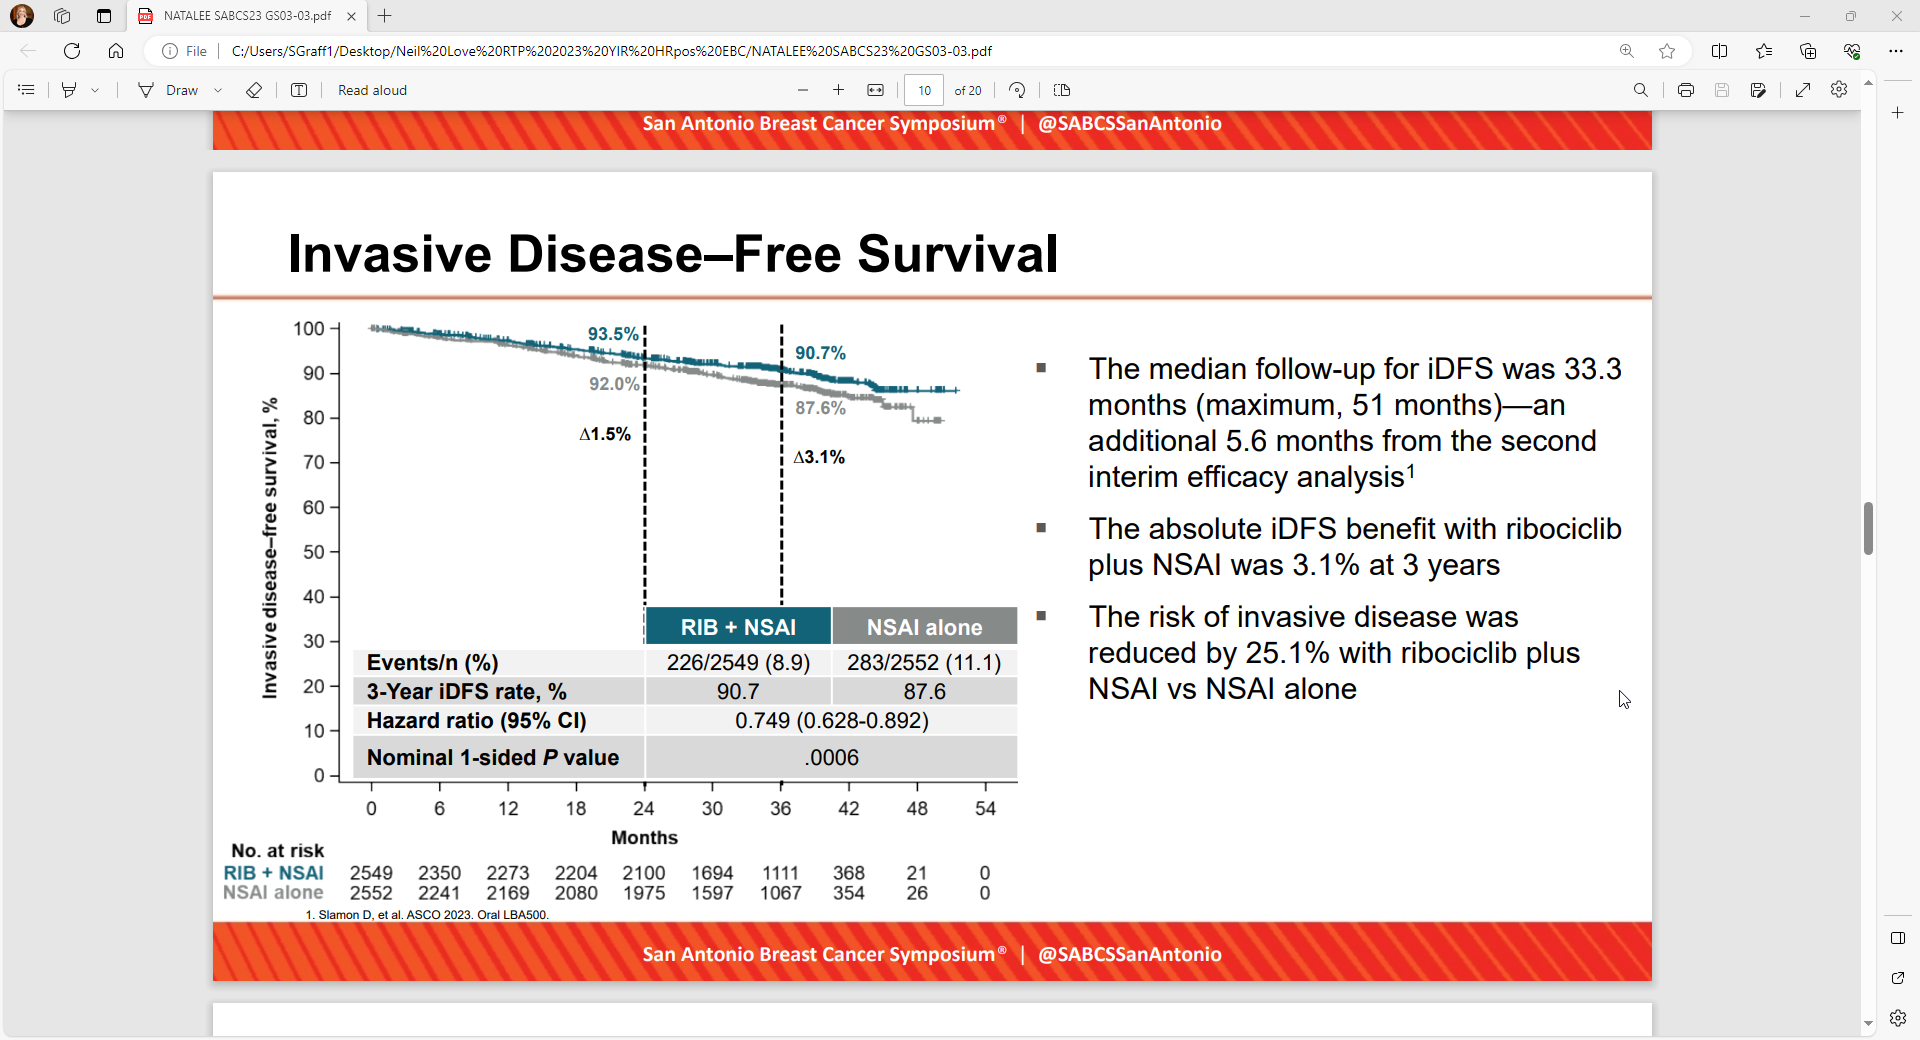 NATALEE SABCS23 GS03-03.pdf
File
C:/Users/SGraff1/Desktop/Neil%20Love%20RTP%202023%20YIR%20HRpos%20EBC/NATALEE%20SABCS23%20GS03-03.pdf
Draw
Read aloud
10 of 20
San Antonio Breast Cancer Symposium® | @SABCSSanAntonio
Invasive Disease–Free Survival
Invasive disease–free survival, %
100
90
80
70
60
50
40
30
20
10
0
93.5%
92.0%
Δ1.5%
90.7%
87.6%
Δ3.1%
RIB + NSAI NSAI alone
Events/n (%) 226/2549 (8.9) 283/2552 (11.1)
3-Year iDFS rate, % 90.7 87.6
Hazard ratio (95% CI) 0.749 (0.628-0.892)
Nominal 1-sided P value .0006
0 6 12 18 24 30 36 42 48 54
Months
No. at risk
RIB + NSAI 2549 2350 2273 2204 2100 1694 1111 368 21 0
NSAI alone 2552 2241 2169 2080 1975 1597 1067 354 26 0
1. Slamon D, et al. ASCO 2023. Oral LBA500.
▪ The median follow-up for iDFS was 33.3
months (maximum, 51 months)—an
additional 5.6 months from the second
interim efficacy analysis¹
▪ The absolute iDFS benefit with ribociclib
plus NSAI was 3.1% at 3 years
▪ The risk of invasive disease was
reduced by 25.1% with ribociclib plus
NSAI vs NSAI alone
San Antonio Breast Cancer Symposium® | @SABCSSanAntonio